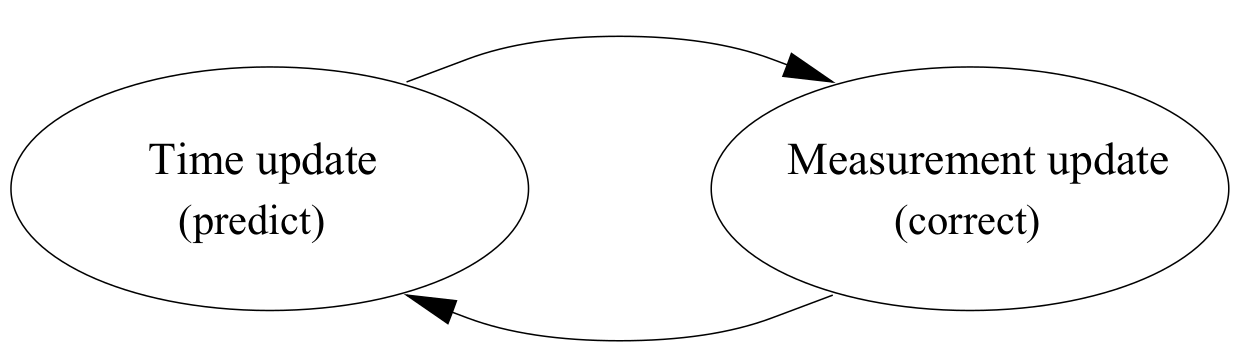 Time update
(predict)
Measurement update
(correct)